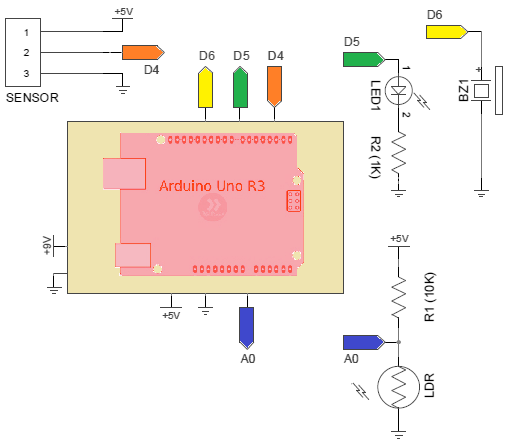 +5V
1
2
3
D4
SENSOR
D6
D5
D4
D5
1
LED1
2
R2 (1K)
D6
+
BZ1
Arduino Uno R3
+9V
+5V
A0
+5V
R1 (10K)
A0
LDR